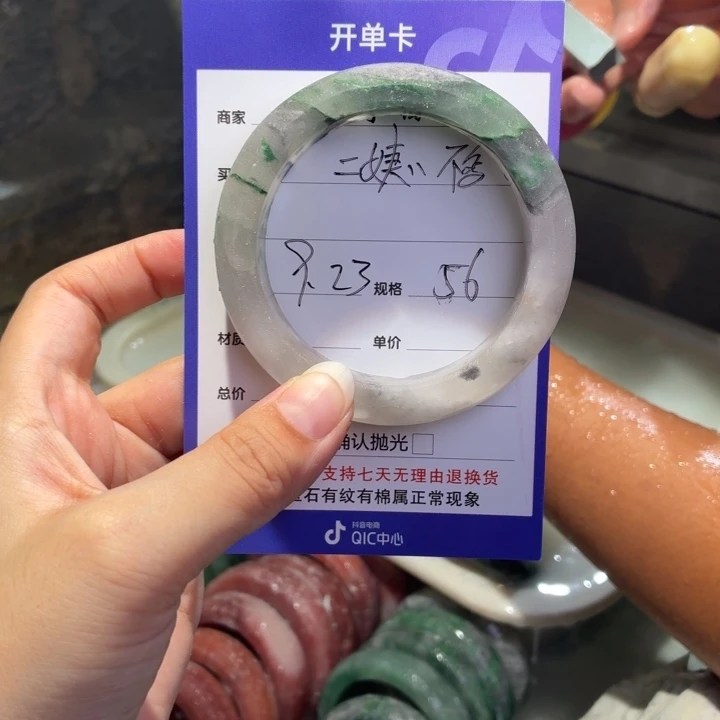 开单卡
商家
买
二姨
9.23 规格 56
材质 单价
总价
确认抛光
支持七天无理由退换货
石有纹有棉属正常现象
抖音电商
QIC中心